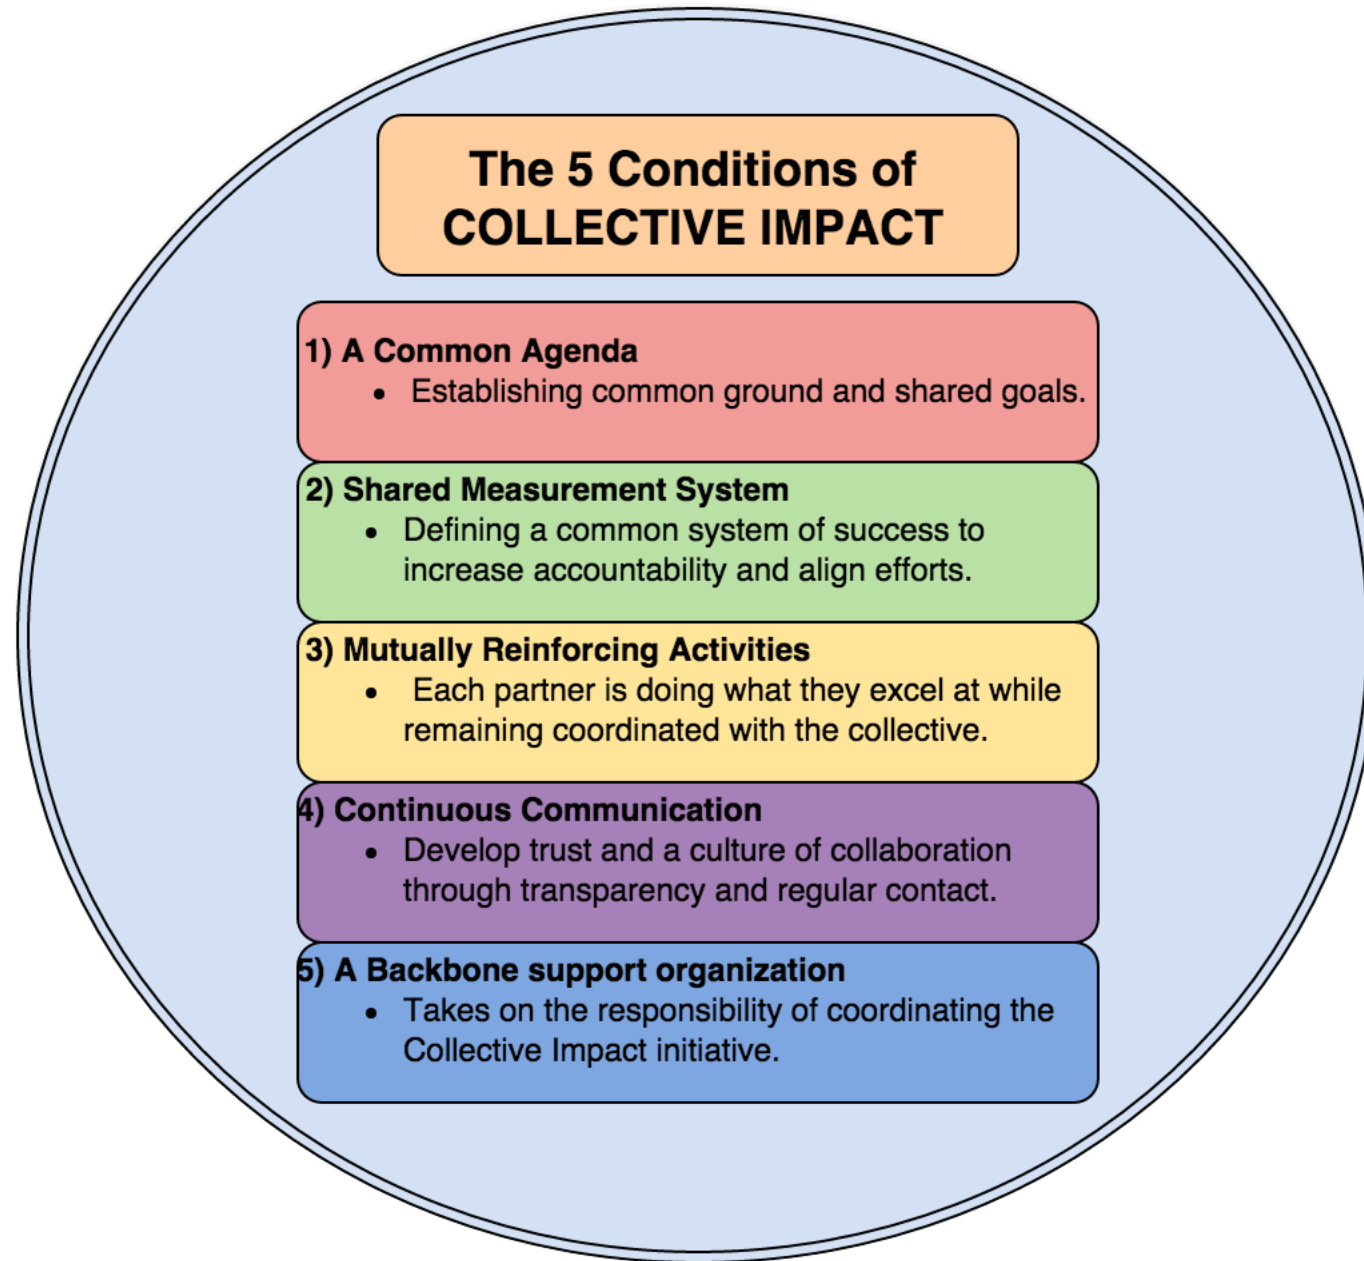 The 5 Conditions of
COLLECTIVE IMPACT
1) A Common Agenda
• Establishing common ground and shared goals.
2) Shared Measurement System
• Defining a common system of success to
increase accountability and align efforts.
3) Mutually Reinforcing Activities
• Each partner is doing what they excel at while
remaining coordinated with the collective.
4) Continuous Communication
• Develop trust and a culture of collaboration
through transparency and regular contact.
5) A Backbone support organization
• Takes on the responsibility of coordinating the
Collective Impact initiative.